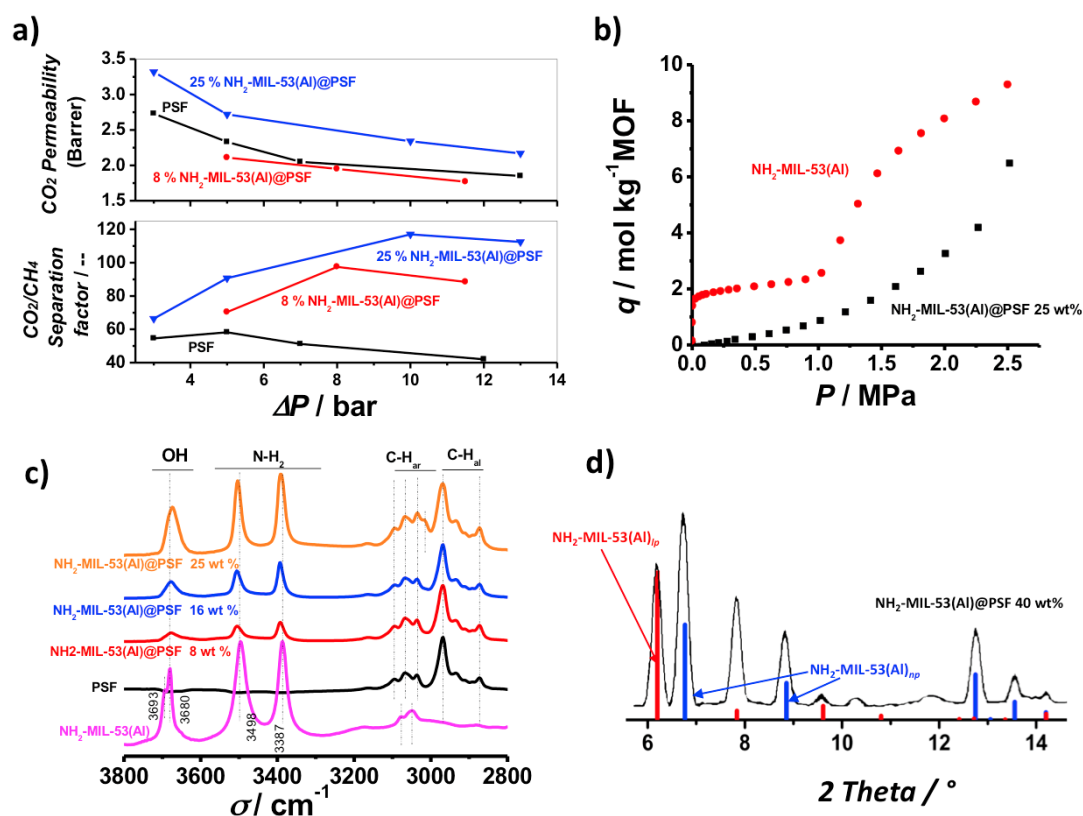 a)
CO₂ Permeability
(Barrer)
3.5
3.0
2.5
2.0
1.5
25 % NH₂-MIL-53(Al)@PSF
PSF
8 % NH₂-MIL-53(Al)@PSF
CO₂/CH₄
Separation
factor / --
120
100
80
60
40
25 % NH₂-MIL-53(Al)@PSF
8 % NH₂-MIL-53(Al)@PSF
PSF
4 6 8 10 12 14
ΔP / bar
b)
q / mol kg⁻¹MOF
10
8
6
4
2
0
NH₂-MIL-53(Al)
NH₂-MIL-53(Al)@PSF 25 wt%
0.0 0.5 1.0 1.5 2.0 2.5
P / MPa
c)
OH
N-H₂
C-Hₐᵣ
C-Hₐₗ
NH₂-MIL-53(Al)@PSF 25 wt %
NH₂-MIL-53(Al)@PSF 16 wt %
NH2-MIL-53(Al)@PSF 8 wt %
PSF
NH₂-MIL-53(Al)
3693
3680
3498
3387
3800 3600 3400 3200 3000 2800
σ/ cm⁻¹
d)
NH₂-MIL-53(Al)lp
NH₂-MIL-53(Al)@PSF 40 wt%
NH₂-MIL-53(Al)np
6 8 10 12 14
2 Theta / °